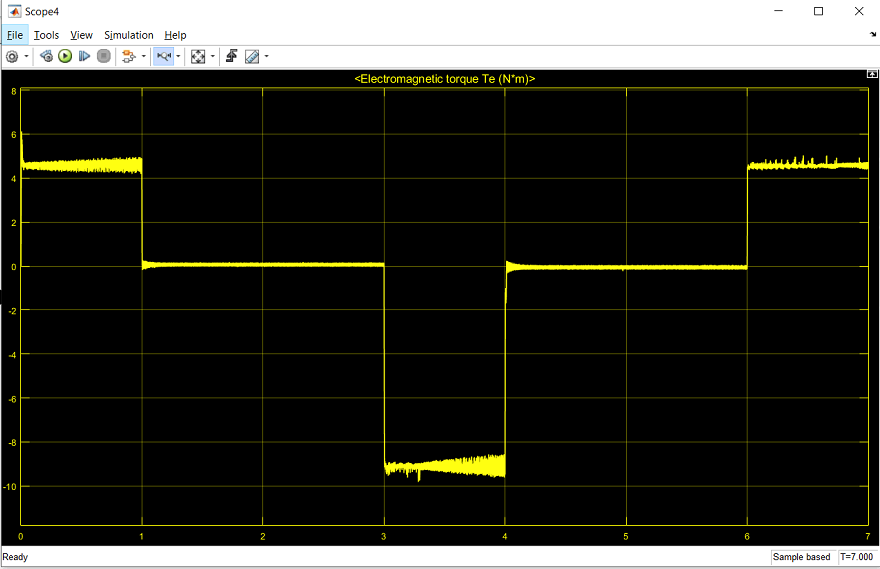 Scope4
File Tools View Simulation Help
<Electromagnetic torque Te (N*m)>
8
6
4
2
0
-2
-4
-6
-8
-10
0 1 2 3 4 5 6 7
Ready Sample based T=7.000